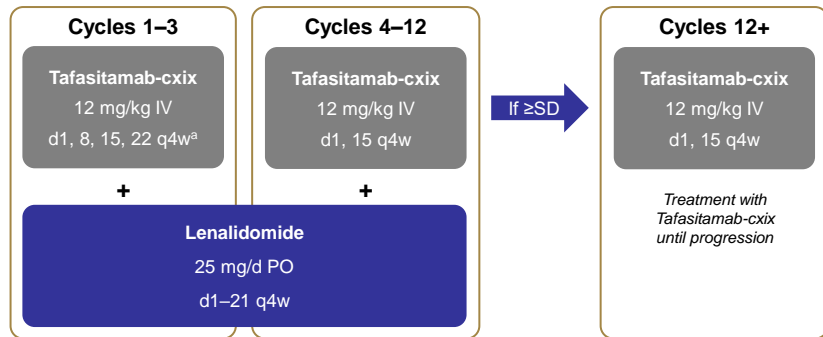 Cycles 1–3
Tafasitamab-cxix
12 mg/kg IV
d1, 8, 15, 22 q4wᵃ
+
Cycles 4–12
Tafasitamab-cxix
12 mg/kg IV
d1, 15 q4w
+
Lenalidomide
25 mg/d PO
d1–21 q4w
If ≥SD
Cycles 12+
Tafasitamab-cxix
12 mg/kg IV
d1, 15 q4w
Treatment with
Tafasitamab-cxix
until progression